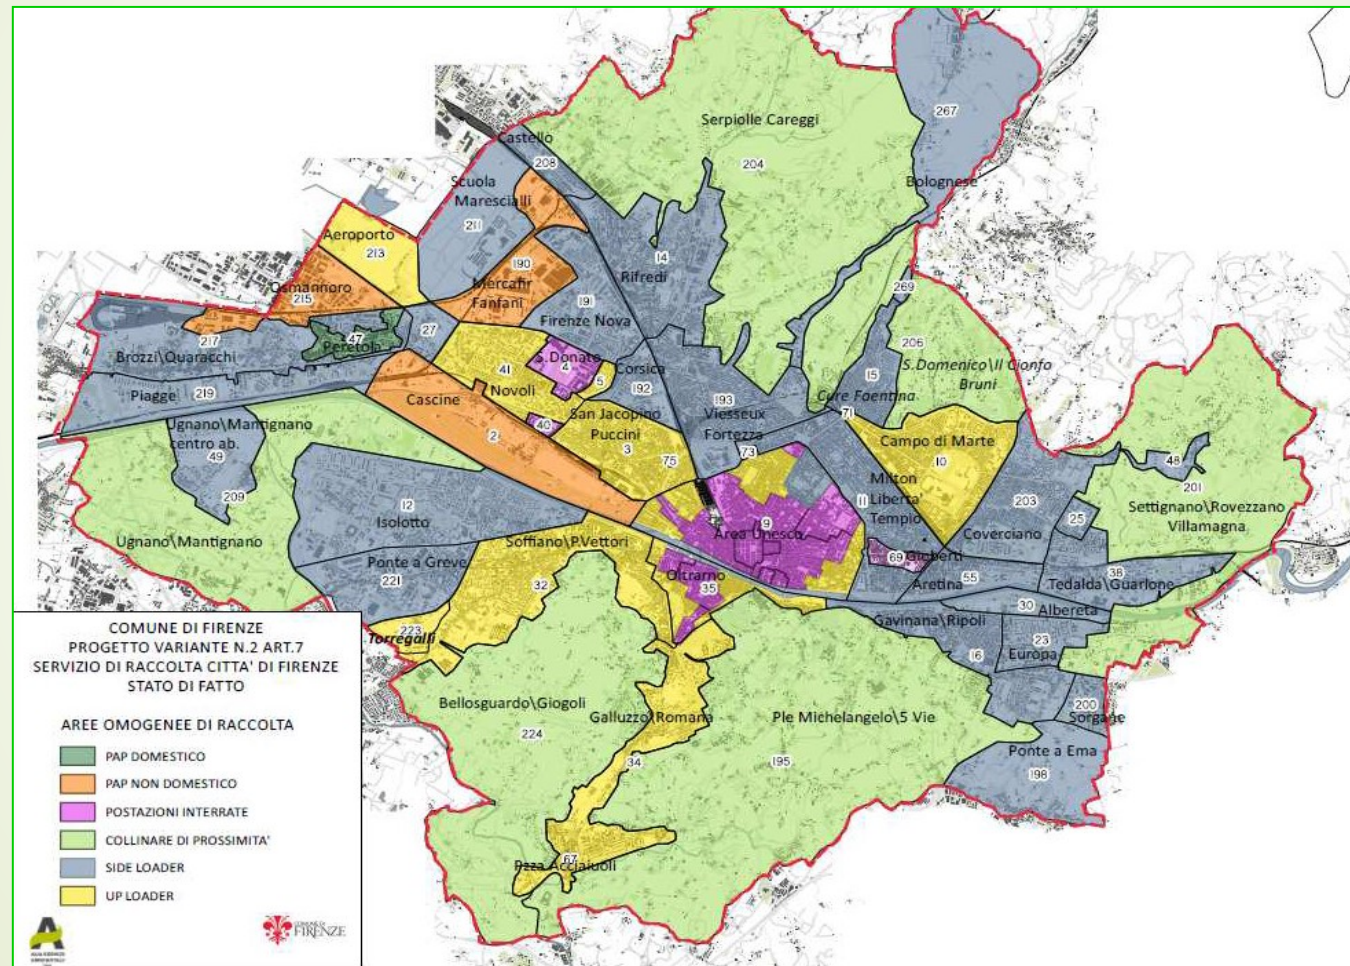 Serpiolle Careggi
267
Castello
208
204
Scuola
Marescialli
Bolognese
211
Aeroporto
213
14
Rifredi
190
Mercafir
Fanfani
Osmannoro
215
269
191
Firenze Nova
217
47
Peretola
27
206
Brozzi\Quaracchi
S.Donato
4
Corsica
S.Domenico\Il Cionfo
Bruni
41
5
15
Piagge
219
Cascine
Novoli
192
193
Cure Faentina
Ugnano\Mantignano
centro ab.
San Jacopino
Puccini
Viesseux
Fortezza
71
49
40
2
3
75
73
Campo di Marte
10
48
209
12
Isolotto
Milton
Liberta'
Tempio
11
203
201
Settignano\Rovezzano
Villamagna
9
Area Unesco
25
Coverciano
Ugnano\Mantignano
Soffiano\P.Vettori
Ponte a Greve
221
69
Gioberti
32
Oltrarno
35
Aretina
55
38
Tedalda\Guarlone
30
Albereta
Gavinana\Ripoli
223
Torregalli
23
Europa
16
Bellosguardo\Giogoli
224
Galluzzo\Romana
Ple Michelangelo\5 Vie
200
Sorgane
34
195
Ponte a Ema
198
67
Pzza Acciaiuoli
COMUNE DI FIRENZE
PROGETTO VARIANTE N.2 ART.7
SERVIZIO DI RACCOLTA CITTA' DI FIRENZE
STATO DI FATTO
AREE OMOGENEE DI RACCOLTA
PAP DOMESTICO
PAP NON DOMESTICO
POSTAZIONI INTERRATE
COLLINARE DI PROSSIMITA'
SIDE LOADER
UP LOADER
COMUNE DI
FIRENZE